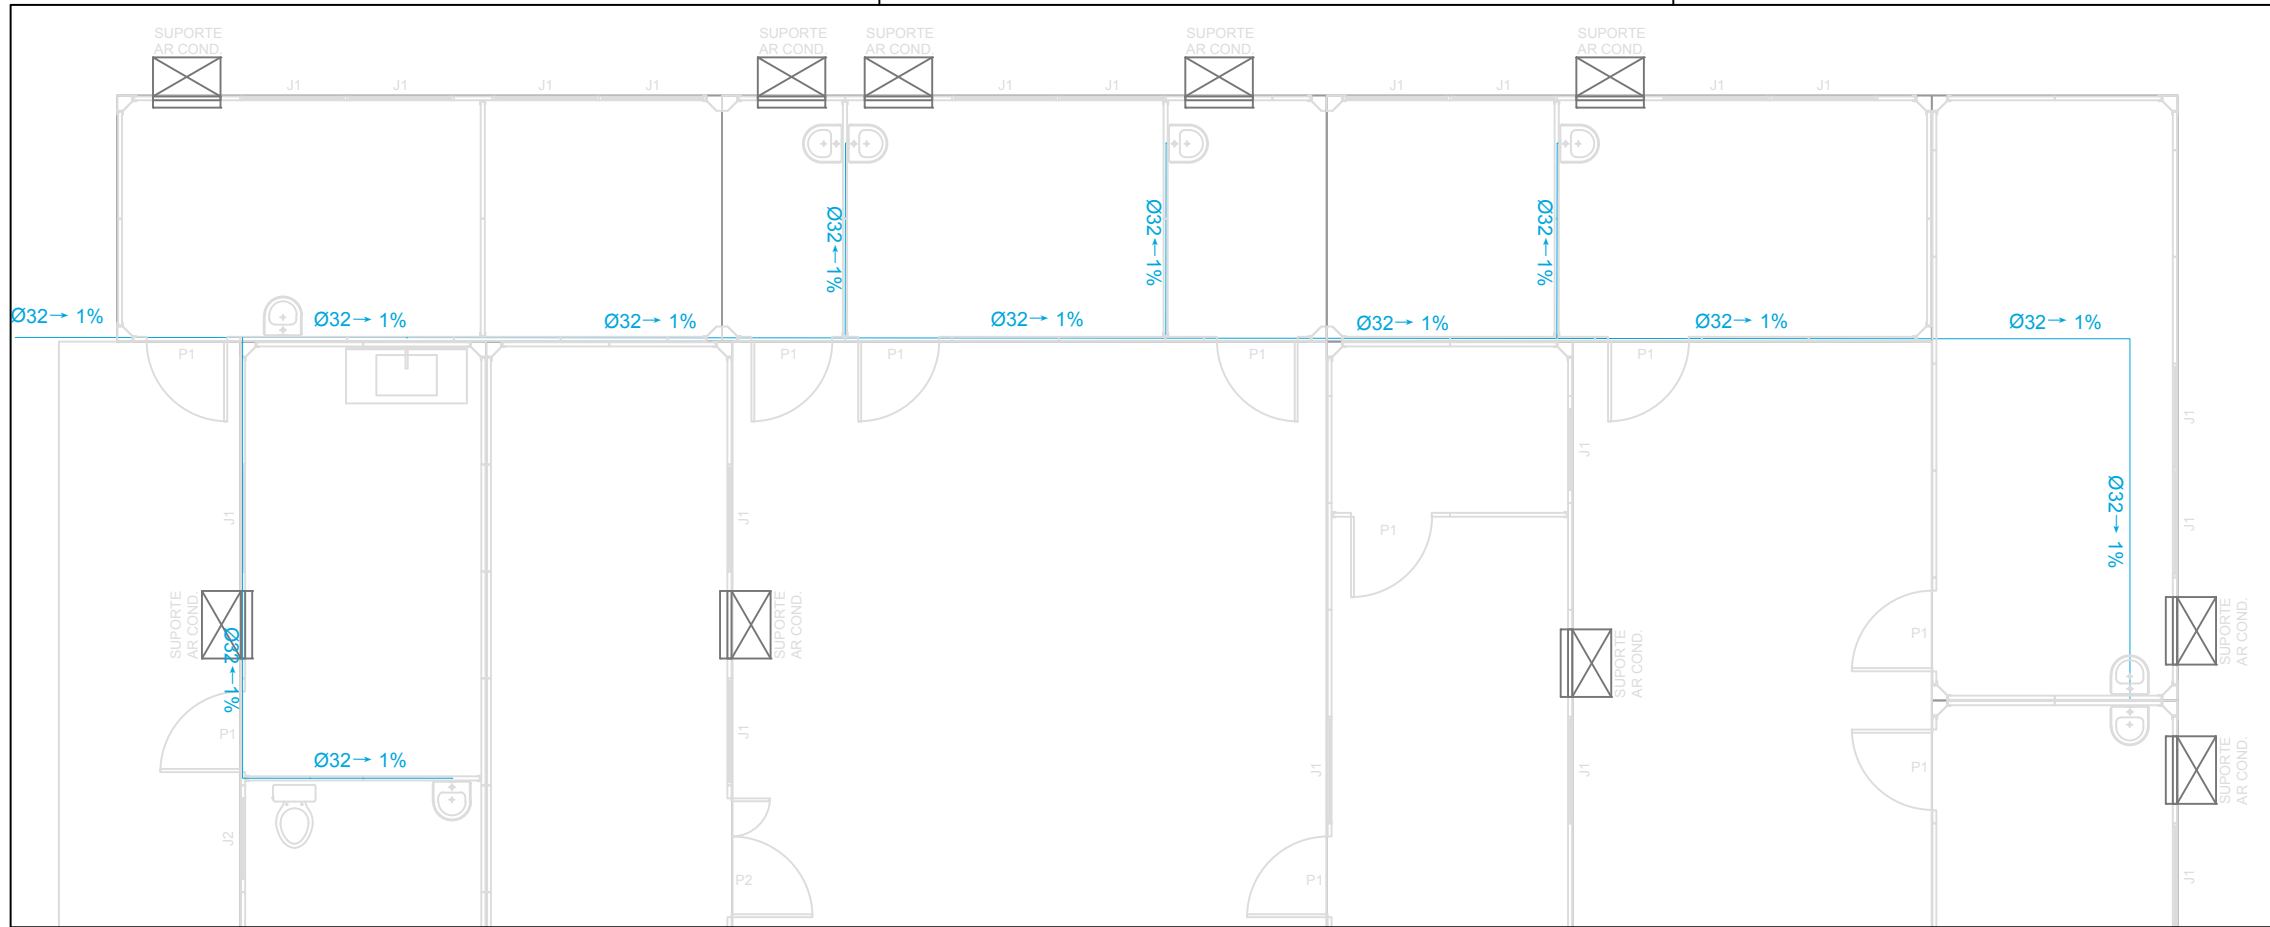 SUPORTE
AR COND.
SUPORTE
AR COND.
SUPORTE
AR COND.
SUPORTE
AR COND.
SUPORTE
AR COND.
J1
J1
J1
J1
J1
J1
J1
J1
J1
J1
Ø32→ 1%
Ø32→ 1%
Ø32→ 1%
Ø32→ 1%
Ø32→ 1%
Ø32→ 1%
Ø32→ 1%
Ø32→ 1%
Ø32→ 1%
Ø32→ 1%
P1
P1
P1
P1
P1
J1
J1
J1
J1
J1
P1
J1
Ø32→ 1%
SUPORTE
AR COND.
Ø32→ 1%
SUPORTE
AR COND.
SUPORTE
AR COND.
P1
SUPORTE
AR COND.
P1
Ø32→ 1%
J1
J1
J1
P1
SUPORTE
AR COND.
J2
P2
P1
J1